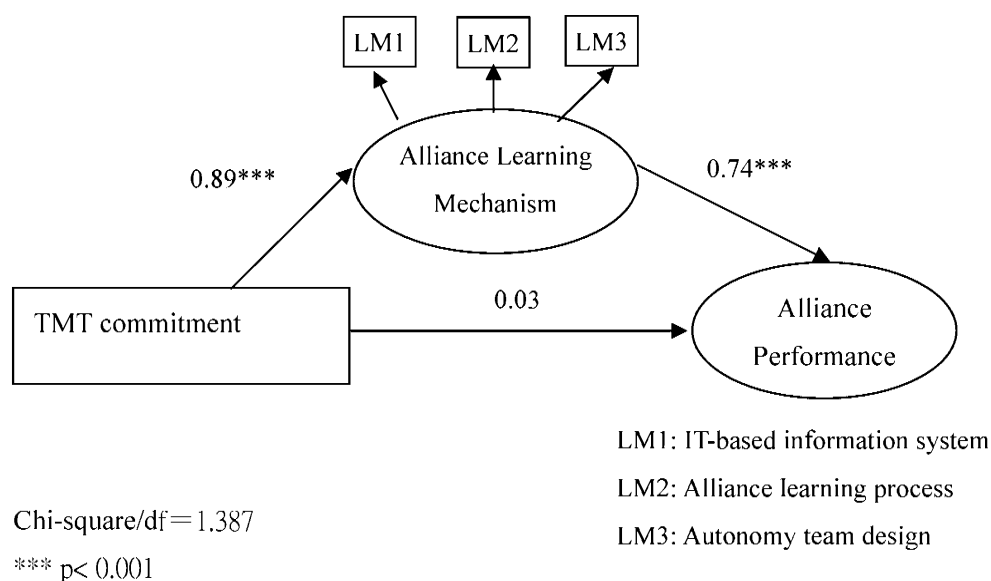 LM1
LM2
LM3
Alliance Learning
Mechanism
0.89***
0.74***
0.03
TMT commitment
Alliance
Performance
LM1: IT-based information system
LM2: Alliance learning process
LM3: Autonomy team design
Chi-square/df＝1.387
*** p< 0.001